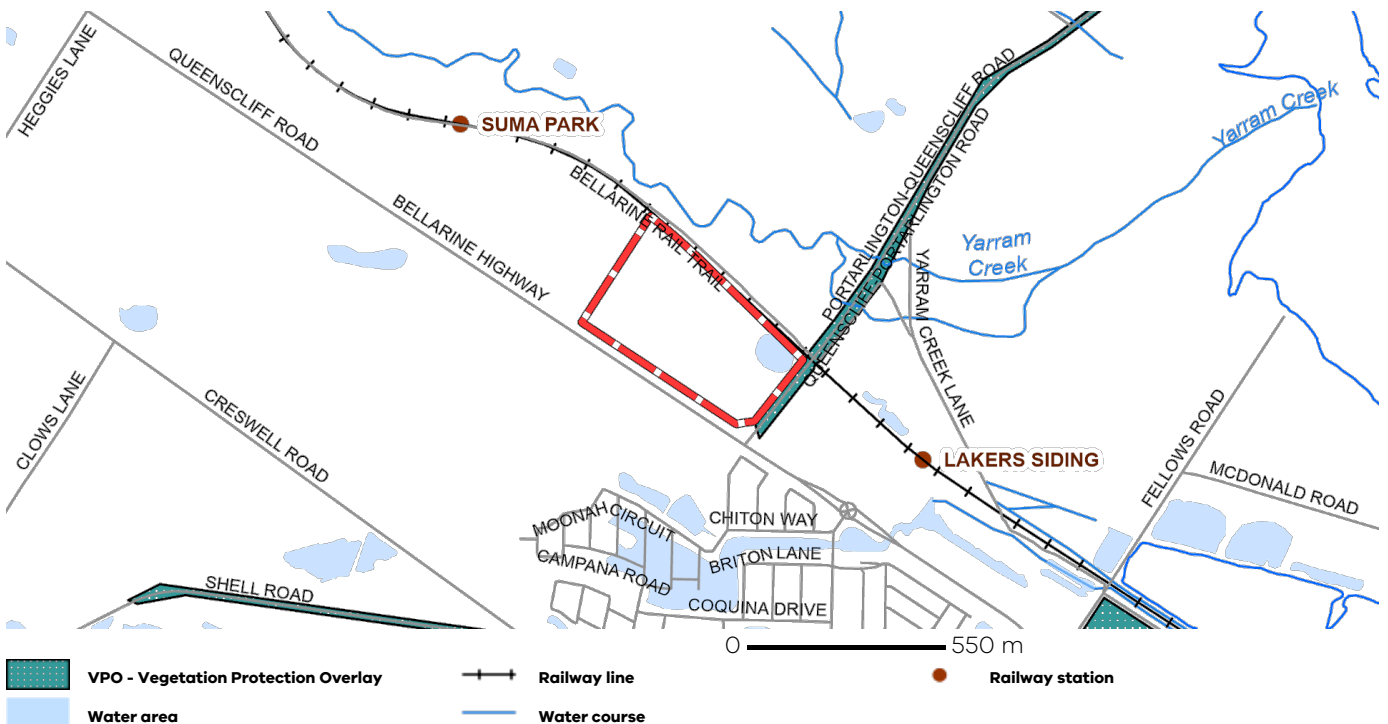 HEGGIES LANE
QUEENSCLIFF ROAD
SUMA PARK
BELLARINE HIGHWAY
BELLARINE RAIL TRAIL
PORTARLINGTON-QUEENSCLIFF ROAD
QUEENSCLIFF-PORTARLINGTON ROAD
Yarram Creek
Yarram
Creek
YARRAM CREEK LANE
CLOWS LANE
CRESWELL ROAD
LAKERS SIDING
FELLOWS ROAD
MCDONALD ROAD
MOONAH CIRCUIT
CHITON WAY
CAMPANA ROAD
BRITON LANE
COQUINA DRIVE
SHELL ROAD
0 550 m
VPO - Vegetation Protection Overlay
Railway line
Railway station
Water area
Water course